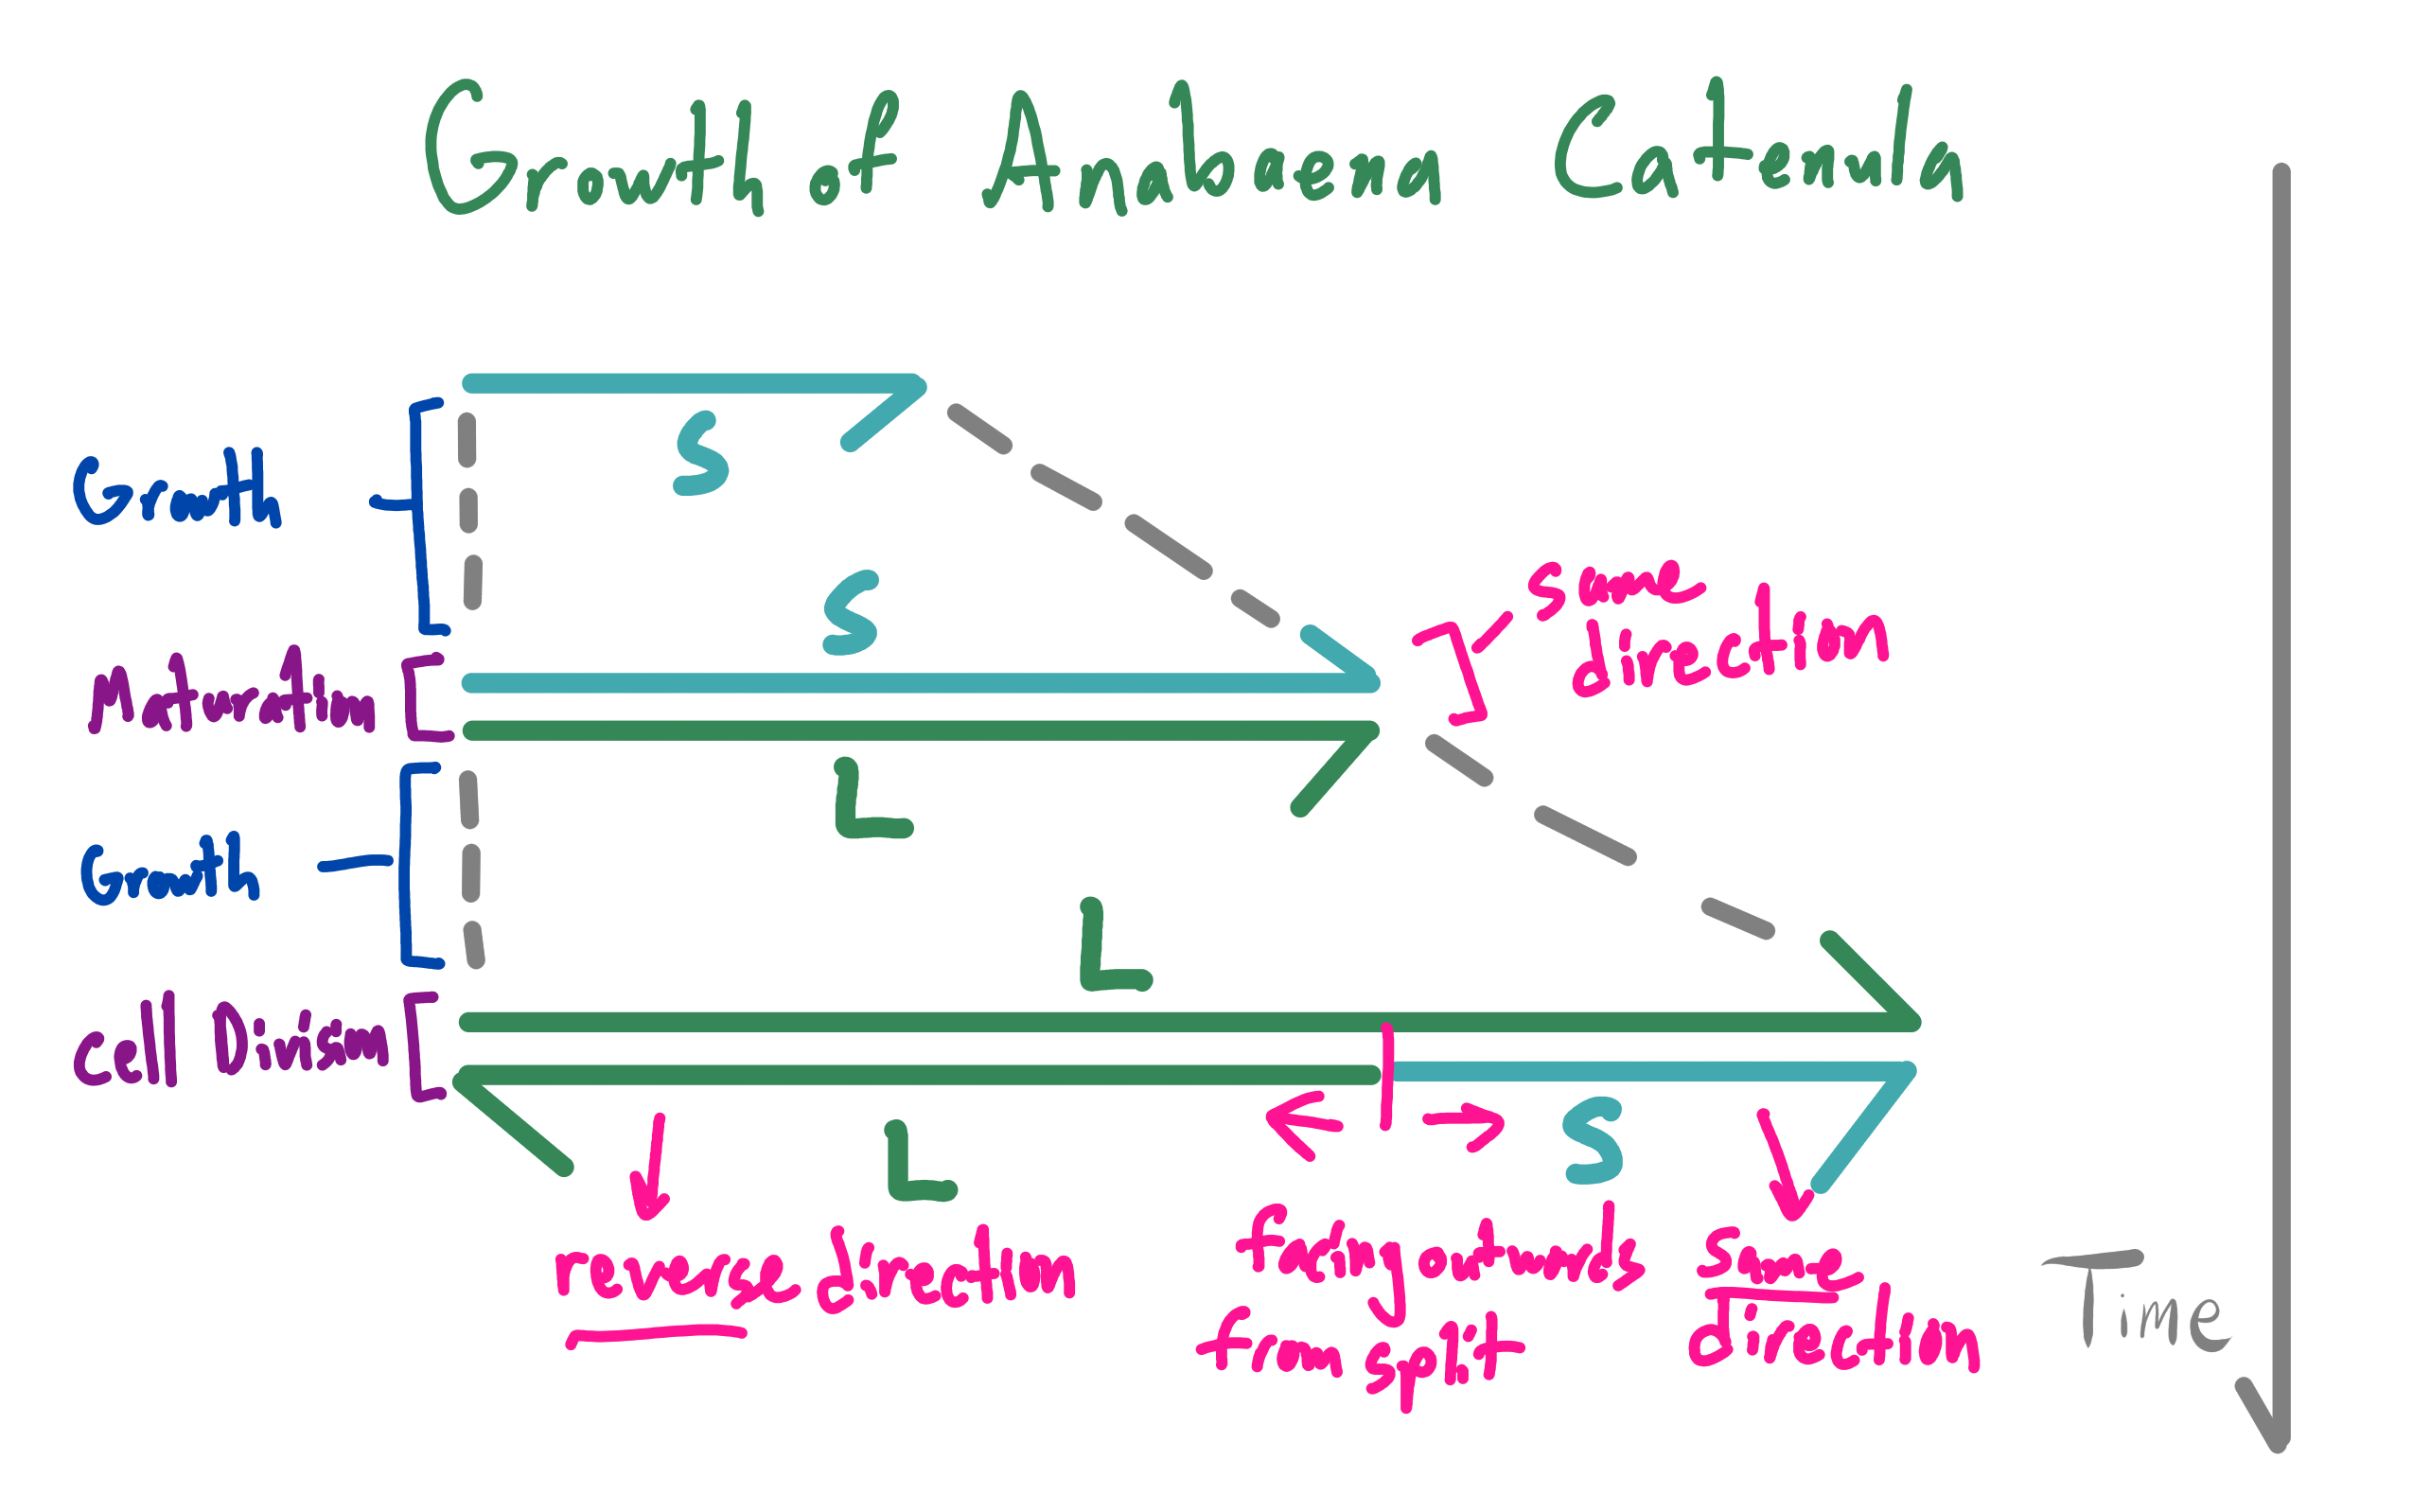 Growth of Anabaena Catenula
S
Growth
S
same
direction
Maturation
L
Growth
L
Cell Division
S
L
reverse direction
facing outwards
from split
same
direction
Time